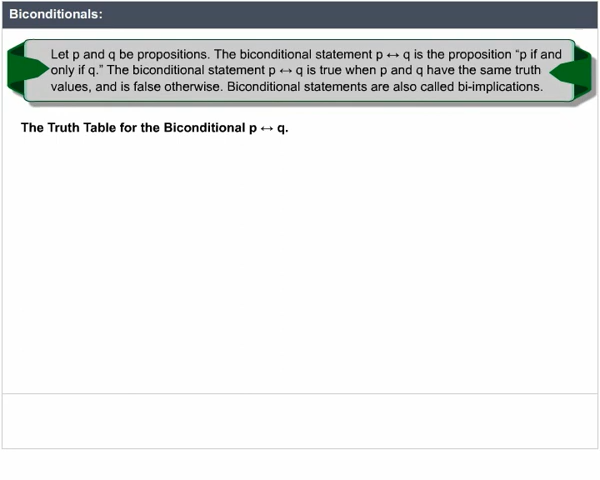 Biconditionals:
Let p and q be propositions. The biconditional statement p ↔ q is the proposition “p if and
only if q.” The biconditional statement p ↔ q is true when p and q have the same truth
values, and is false otherwise. Biconditional statements are also called bi-implications.
The Truth Table for the Biconditional p ↔ q.